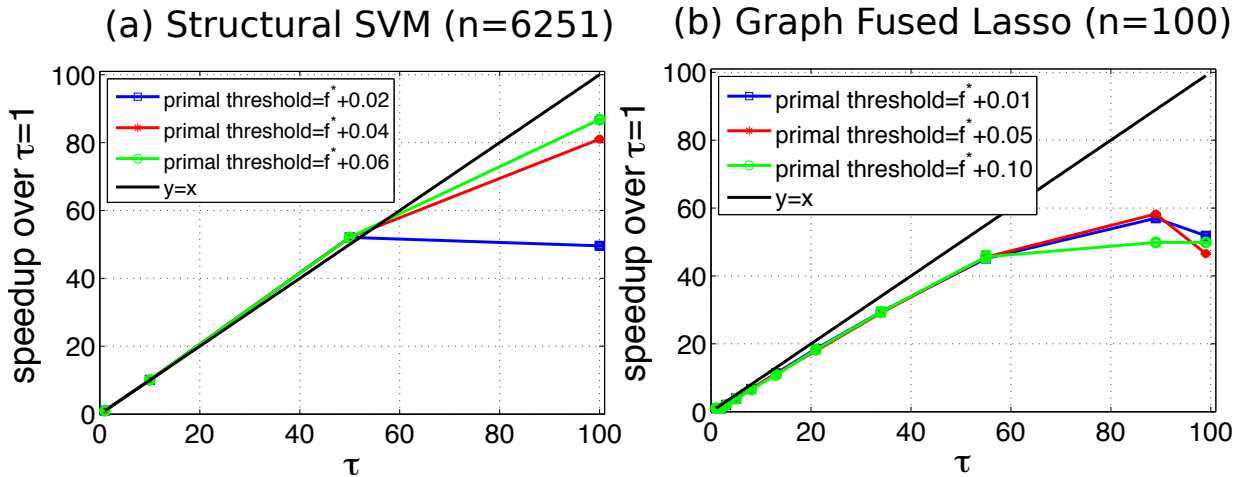 (a) Structural SVM (n=6251)
speedup over τ=1
100
80
60
40
20
0
primal threshold=f*+0.02
primal threshold=f*+0.04
primal threshold=f*+0.06
y=x
0 20 40 60 80 100
τ
(b) Graph Fused Lasso (n=100)
speedup over τ=1
100
80
60
40
20
0
primal threshold=f*+0.01
primal threshold=f*+0.05
primal threshold=f*+0.10
y=x
0 20 40 60 80 100
τ